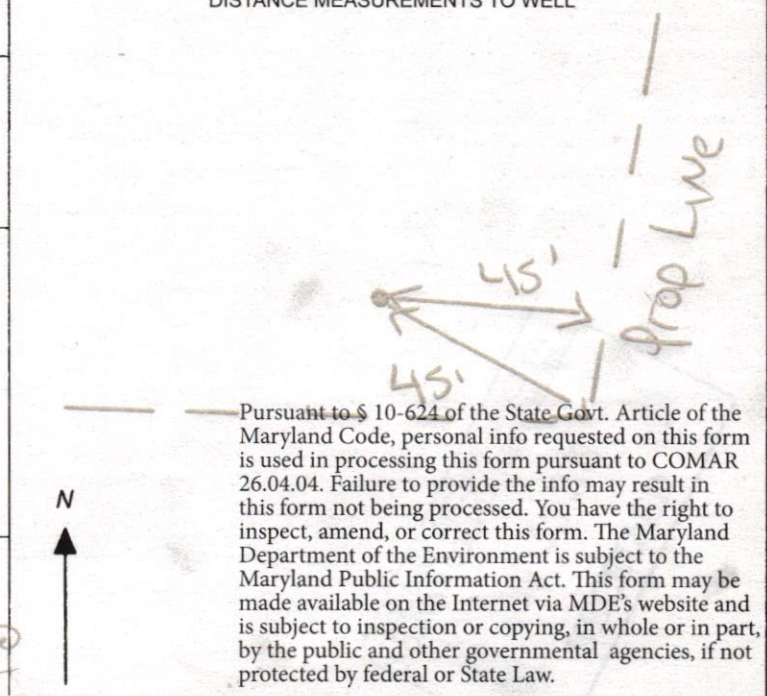 DISTANCE MEASUREMENTS TO WELL
Prop Line
45'
45'
Pursuant to § 10-624 of the State Govt. Article of the
Maryland Code, personal info requested on this form
is used in processing this form pursuant to COMAR
26.04.04. Failure to provide the info may result in
this form not being processed. You have the right to
inspect, amend, or correct this form. The Maryland
Department of the Environment is subject to the
Maryland Public Information Act. This form may be
made available on the Internet via MDE's website and
is subject to inspection or copying, in whole or in part,
by the public and other governmental agencies, if not
protected by federal or State Law.
N